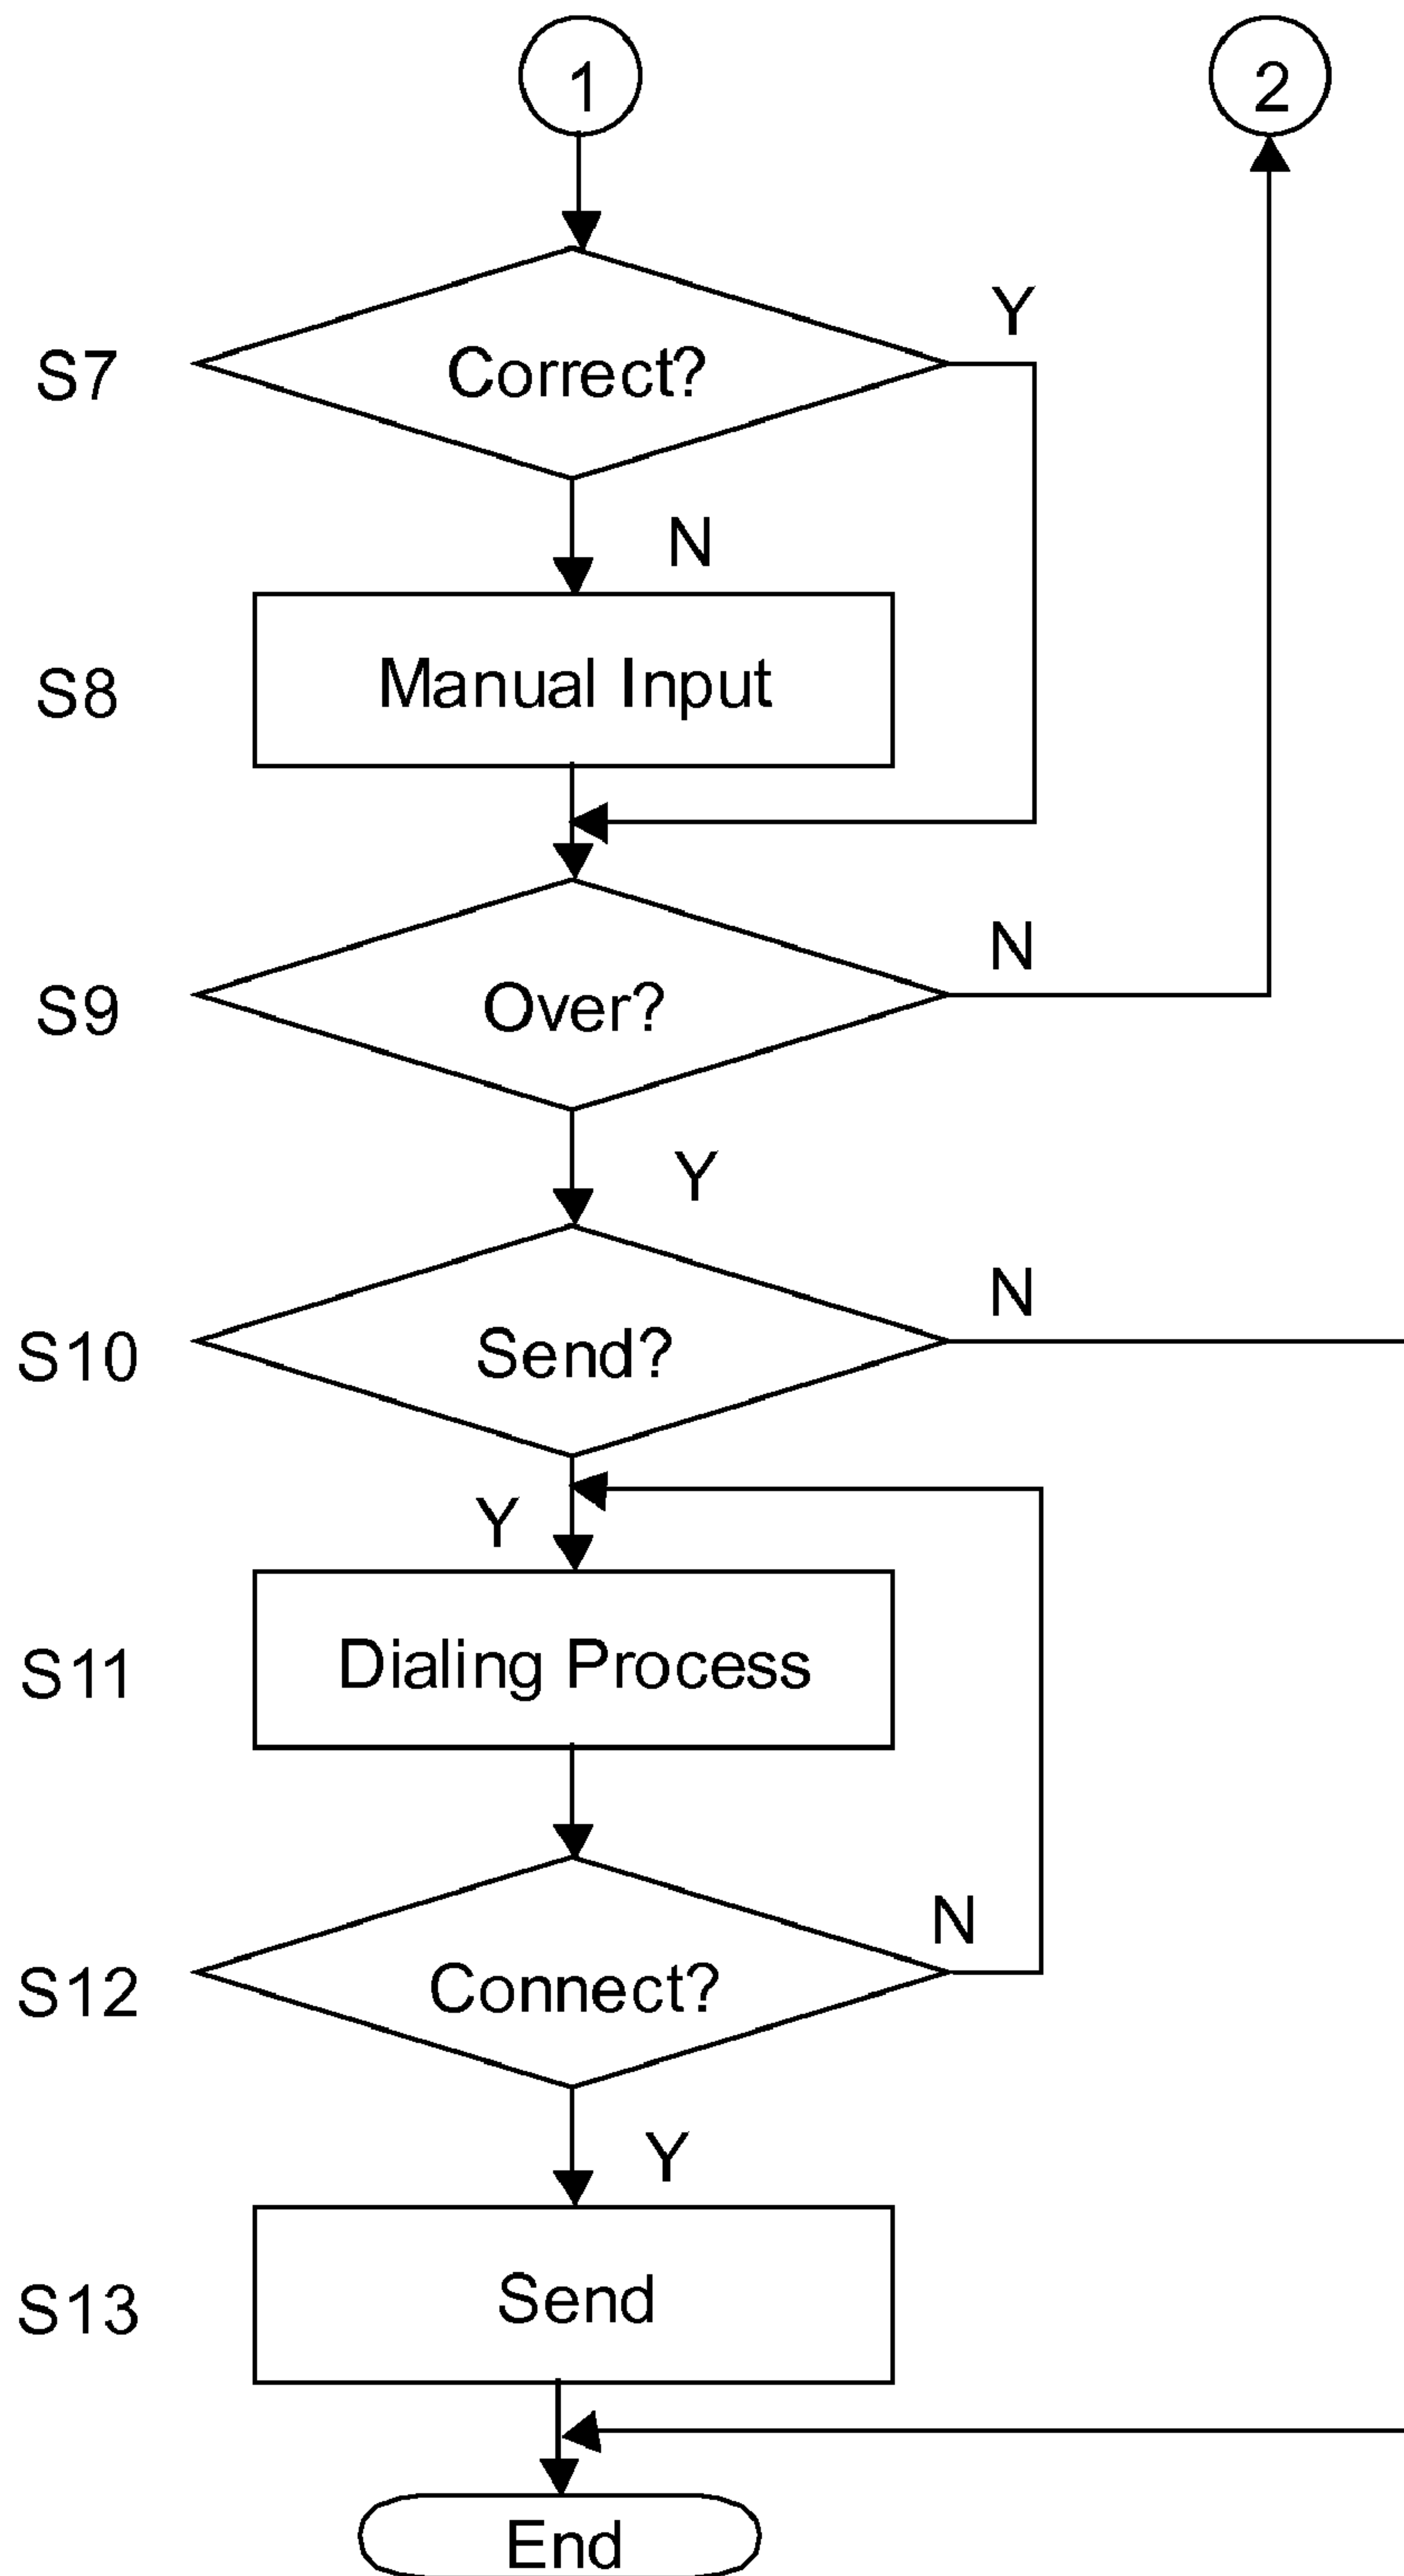 1
2
Y
S7
Correct?
N
S8
Manual Input
N
S9
Over?
Y
N
S10
Send?
Y
S11
Dialing Process
N
S12
Connect?
Y
S13
Send
End